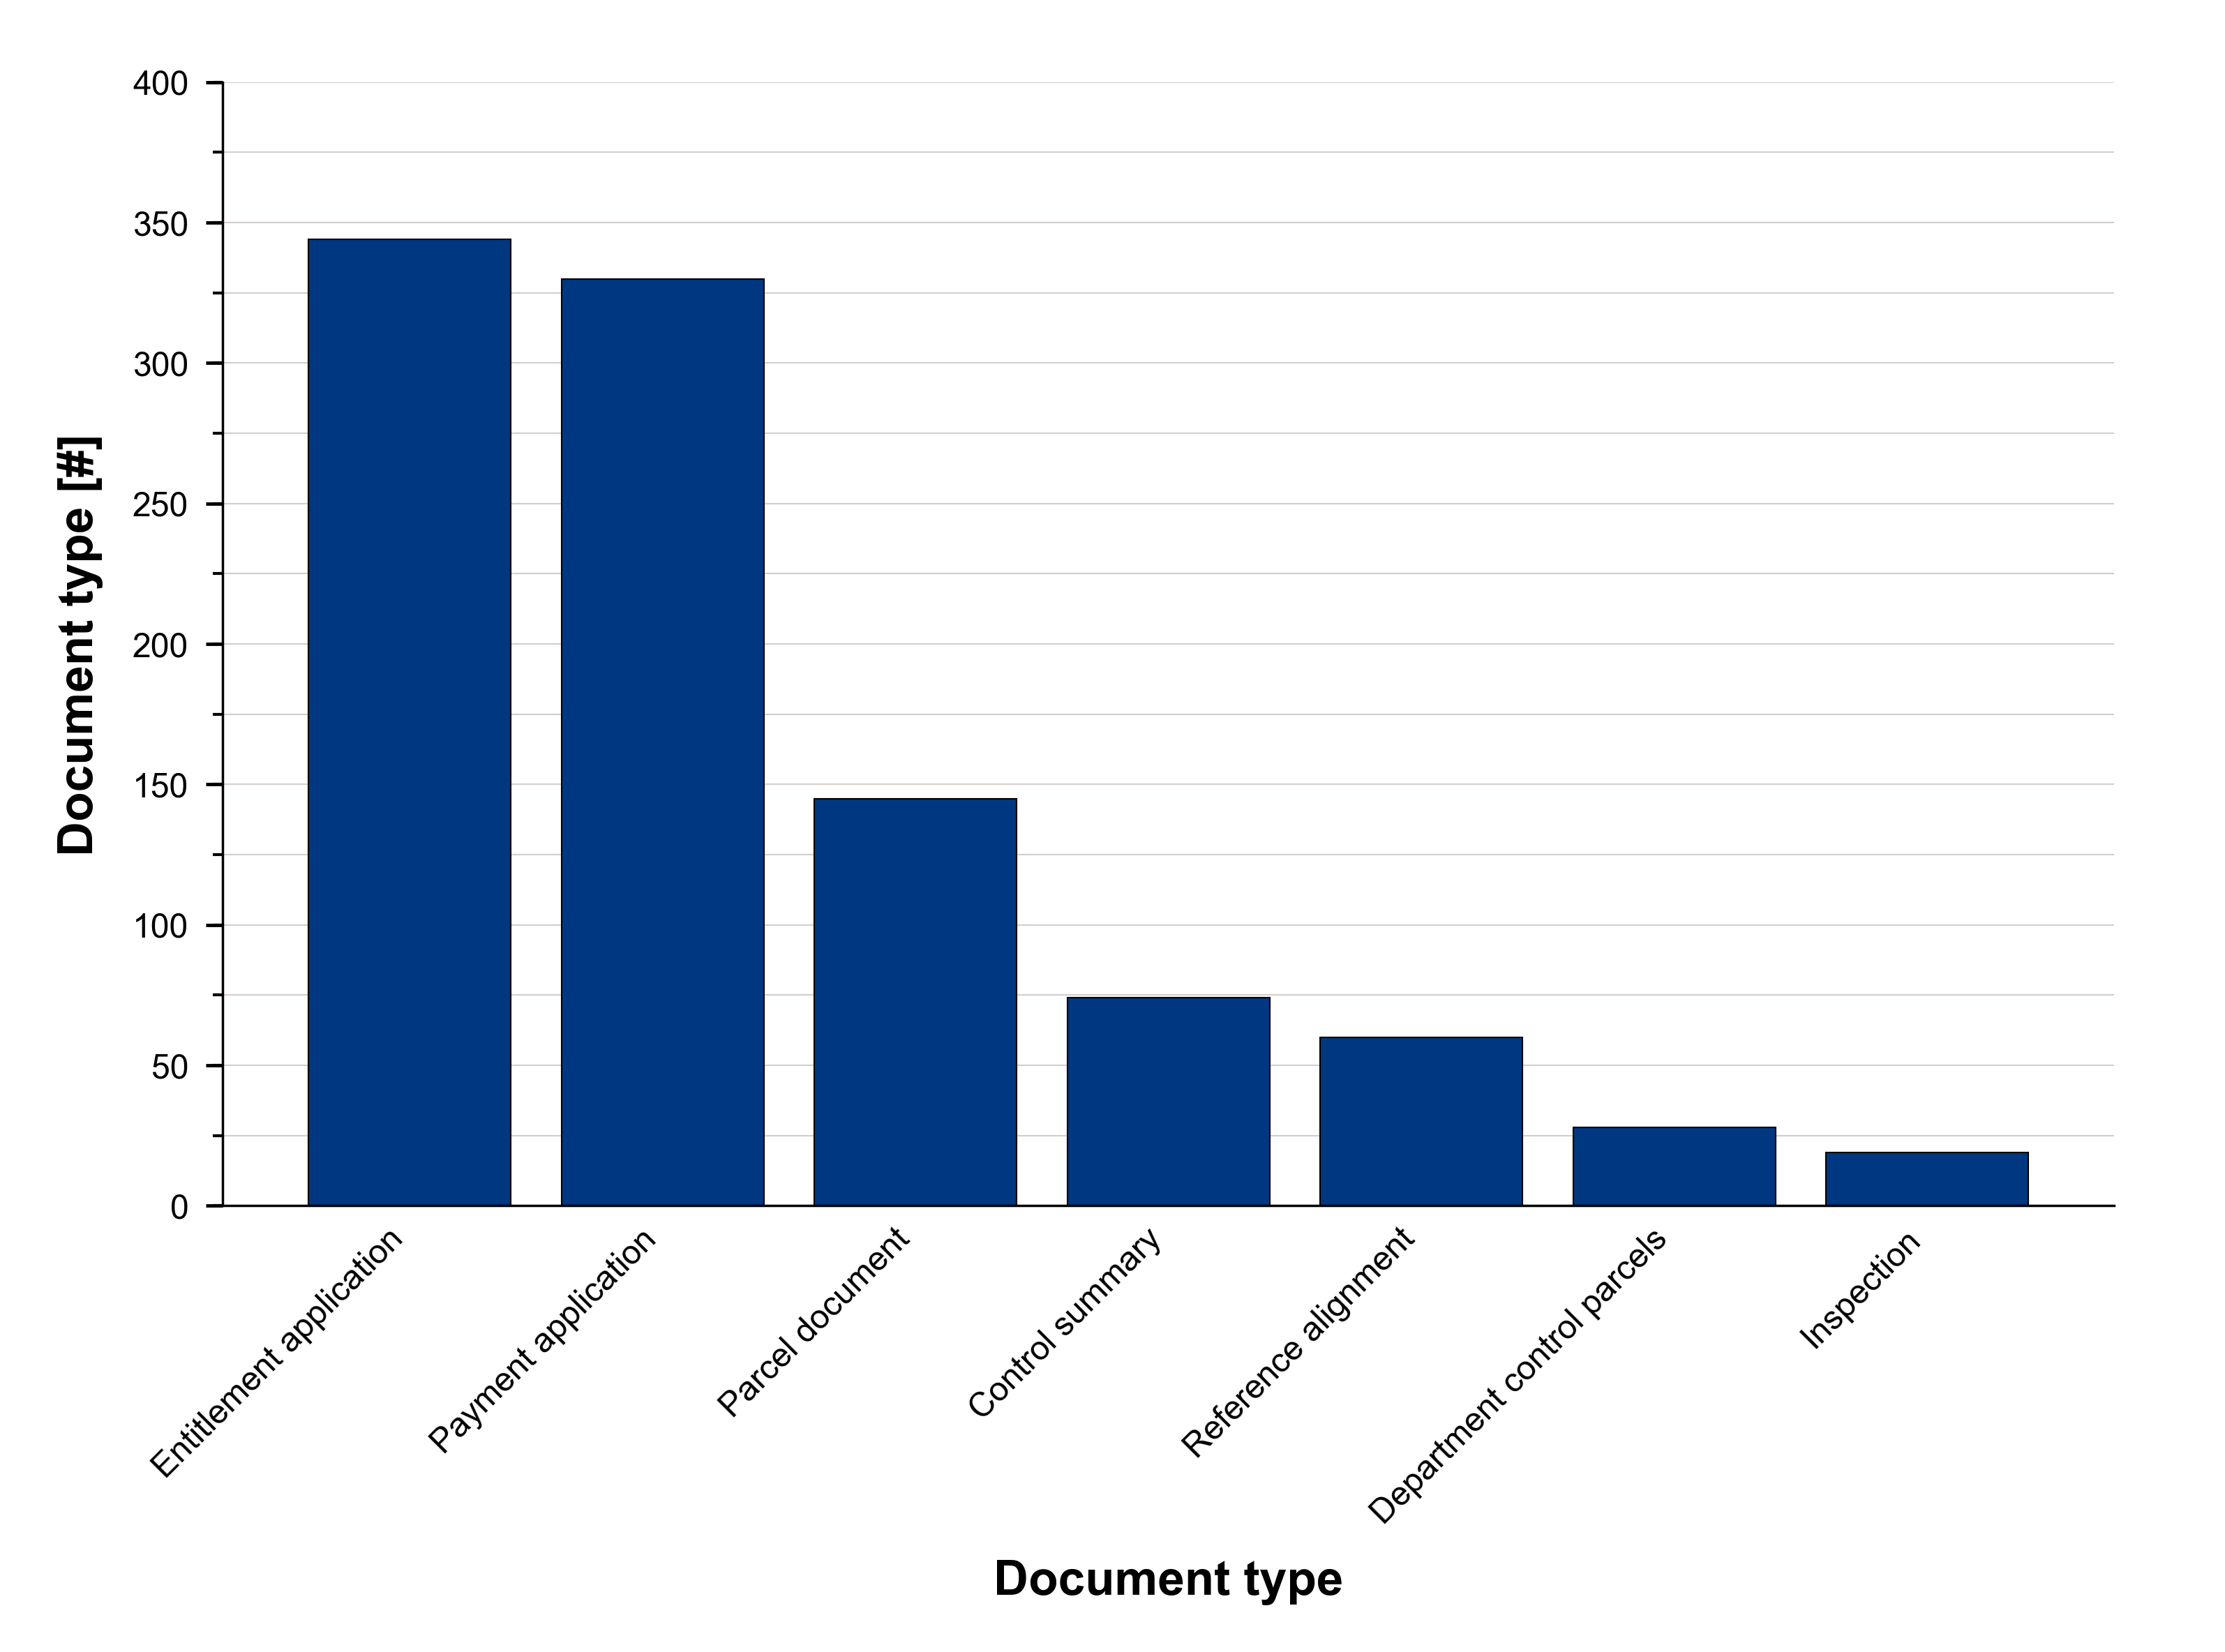 400
350
300
250
200
150
100
50
0
Document type [#]
Entitlement application
Payment application
Parcel document
Control summary
Reference alignment
Department control parcels
Inspection
Document type